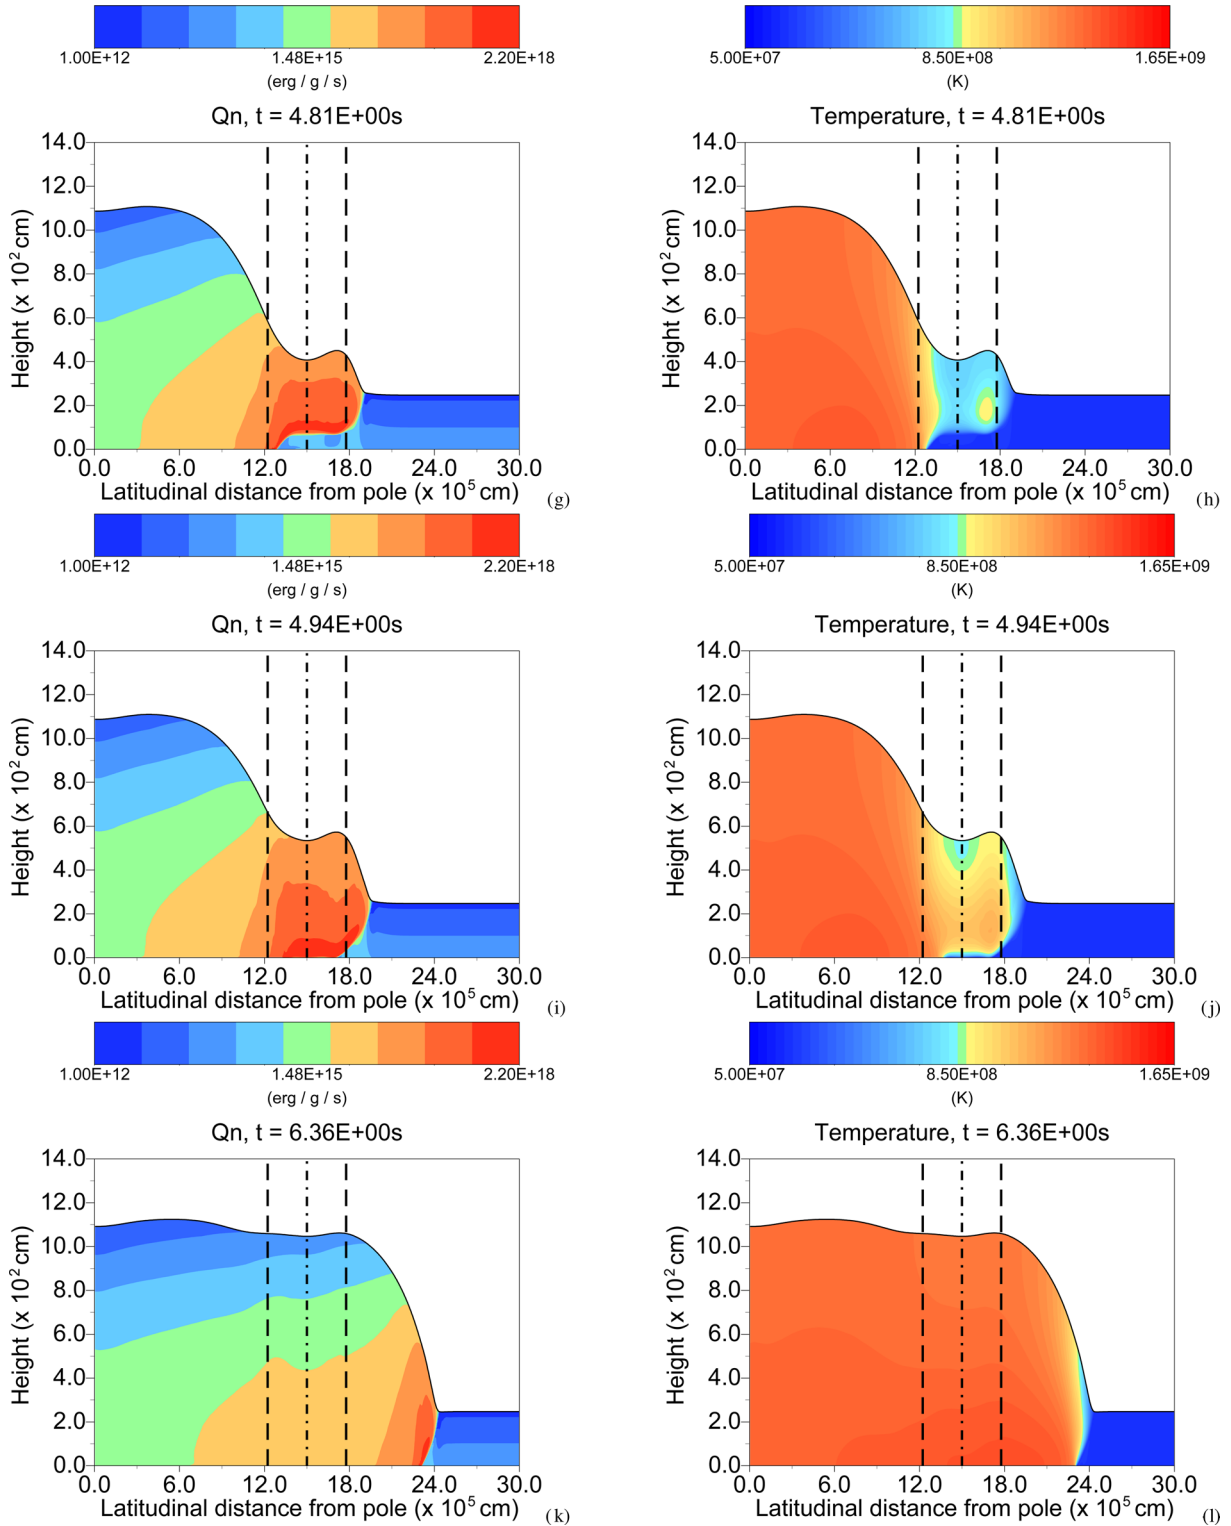 1.00E+12 1.48E+15 2.20E+18
(erg / g / s)
5.00E+07 8.50E+08 1.65E+09
(K)
Qn, t = 4.81E+00s
14.0
12.0
10.0
8.0
6.0
4.0
2.0
0.0
Height (x 10² cm)
0.0 6.0 12.0 18.0 24.0 30.0
Latitudinal distance from pole (x 10⁵ cm)
(g)
Temperature, t = 4.81E+00s
14.0
12.0
10.0
8.0
6.0
4.0
2.0
0.0
Height (x 10² cm)
0.0 6.0 12.0 18.0 24.0 30.0
Latitudinal distance from pole (x 10⁵ cm)
(h)
1.00E+12 1.48E+15 2.20E+18
(erg / g / s)
5.00E+07 8.50E+08 1.65E+09
(K)
Qn, t = 4.94E+00s
14.0
12.0
10.0
8.0
6.0
4.0
2.0
0.0
Height (x 10² cm)
0.0 6.0 12.0 18.0 24.0 30.0
Latitudinal distance from pole (x 10⁵ cm)
(i)
Temperature, t = 4.94E+00s
14.0
12.0
10.0
8.0
6.0
4.0
2.0
0.0
Height (x 10² cm)
0.0 6.0 12.0 18.0 24.0 30.0
Latitudinal distance from pole (x 10⁵ cm)
(j)
1.00E+12 1.48E+15 2.20E+18
(erg / g / s)
5.00E+07 8.50E+08 1.65E+09
(K)
Qn, t = 6.36E+00s
14.0
12.0
10.0
8.0
6.0
4.0
2.0
0.0
Height (x 10² cm)
0.0 6.0 12.0 18.0 24.0 30.0
Latitudinal distance from pole (x 10⁵ cm)
(k)
Temperature, t = 6.36E+00s
14.0
12.0
10.0
8.0
6.0
4.0
2.0
0.0
Height (x 10² cm)
0.0 6.0 12.0 18.0 24.0 30.0
Latitudinal distance from pole (x 10⁵ cm)
(l)